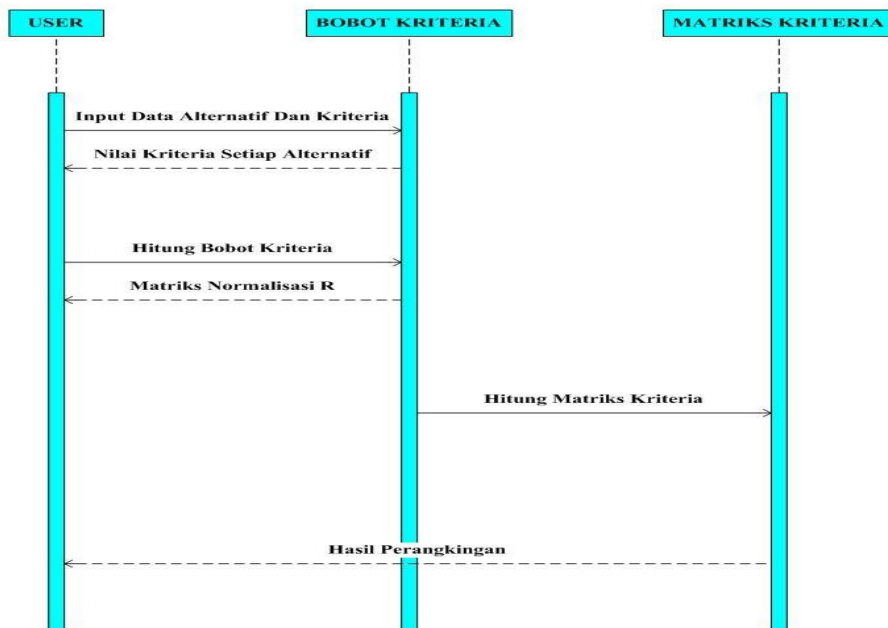 USER
BOBOT KRITERIA
MATRIKS KRITERIA
Input Data Alternatif Dan Kriteria
Nilai Kriteria Setiap Alternatif
Hitung Bobot Kriteria
Matriks Normalisasi R
Hitung Matriks Kriteria
Hasil Perangkingan